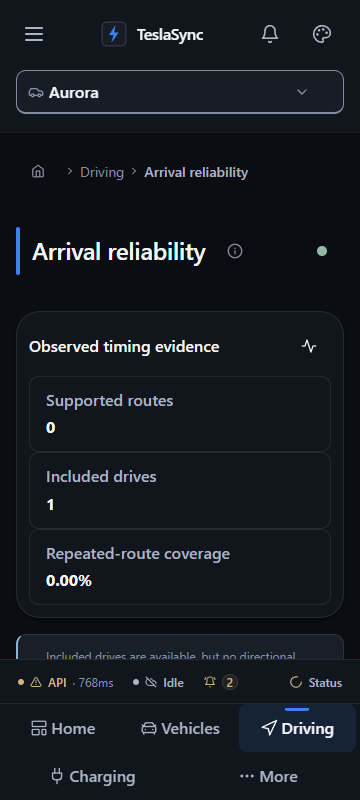 TeslaSync
Aurora
Driving
Arrival reliability
Arrival reliability
Observed timing evidence
Supported routes
0
Included drives
1
Repeated-route coverage
0.00%
Included drives are available, but no directional
API · 768ms
Idle
2
Status
Home
Vehicles
Driving
Charging
More